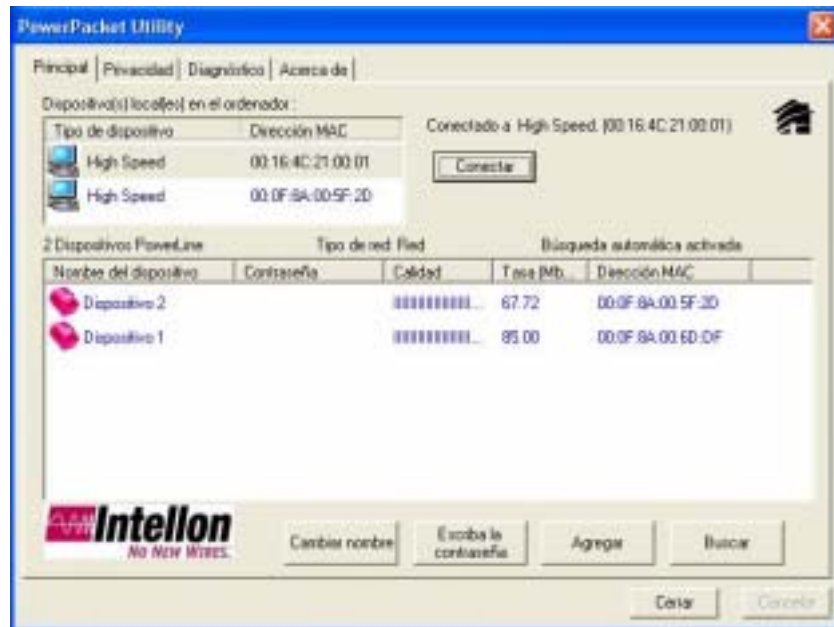 PowerPacket Utility
Principal Privacidad Diagnóstico Acerca de
Dispositivo(s) local(es) en el ordenador :
Tipo de dispositivo Dirección MAC
High Speed 00:16:4C:21:00:01
High Speed 00:0F:8A:00:5F:2D
Conectado a High Speed. (00:16:4C:21:00:01)
Conectar
2 Dispositivos PowerLine Tipo de red: Red Búsqueda automática activada
Nombre del dispositivo Contraseña Calidad Tasa (Mb... Dirección MAC
Dispositivo 2 67.72 00:0F:8A:00:5F:2D
Dispositivo 1 85.00 00:0F:8A:00:6D:DF
Intellon
NO NEW WIRES.
Cambiar nombre
Escriba la
contraseña
Agregar
Buscar
Cerrar
Cancelar